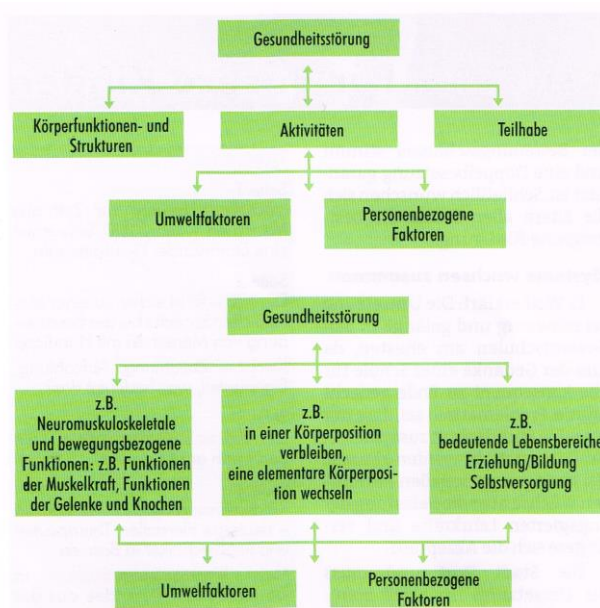 Gesundheitsstörung
Körperfunktionen- und
Strukturen
Aktivitäten
Teilhabe
Umweltfaktoren
Personenbezogene
Faktoren
Gesundheitsstörung
z.B.
Neuromuskuloskeletale
und bewegungsbezogene
Funktionen: z.B. Funktionen
der Muskelkraft, Funktionen
der Gelenke und Knochen
z.B.
in einer Körperposition
verbleiben,
eine elementare Körperposi-
tion wechseln
z.B.
bedeutende Lebensbereiche
Erziehung/Bildung
Selbstversorgung
Umweltfaktoren
Personenbezogene
Faktoren